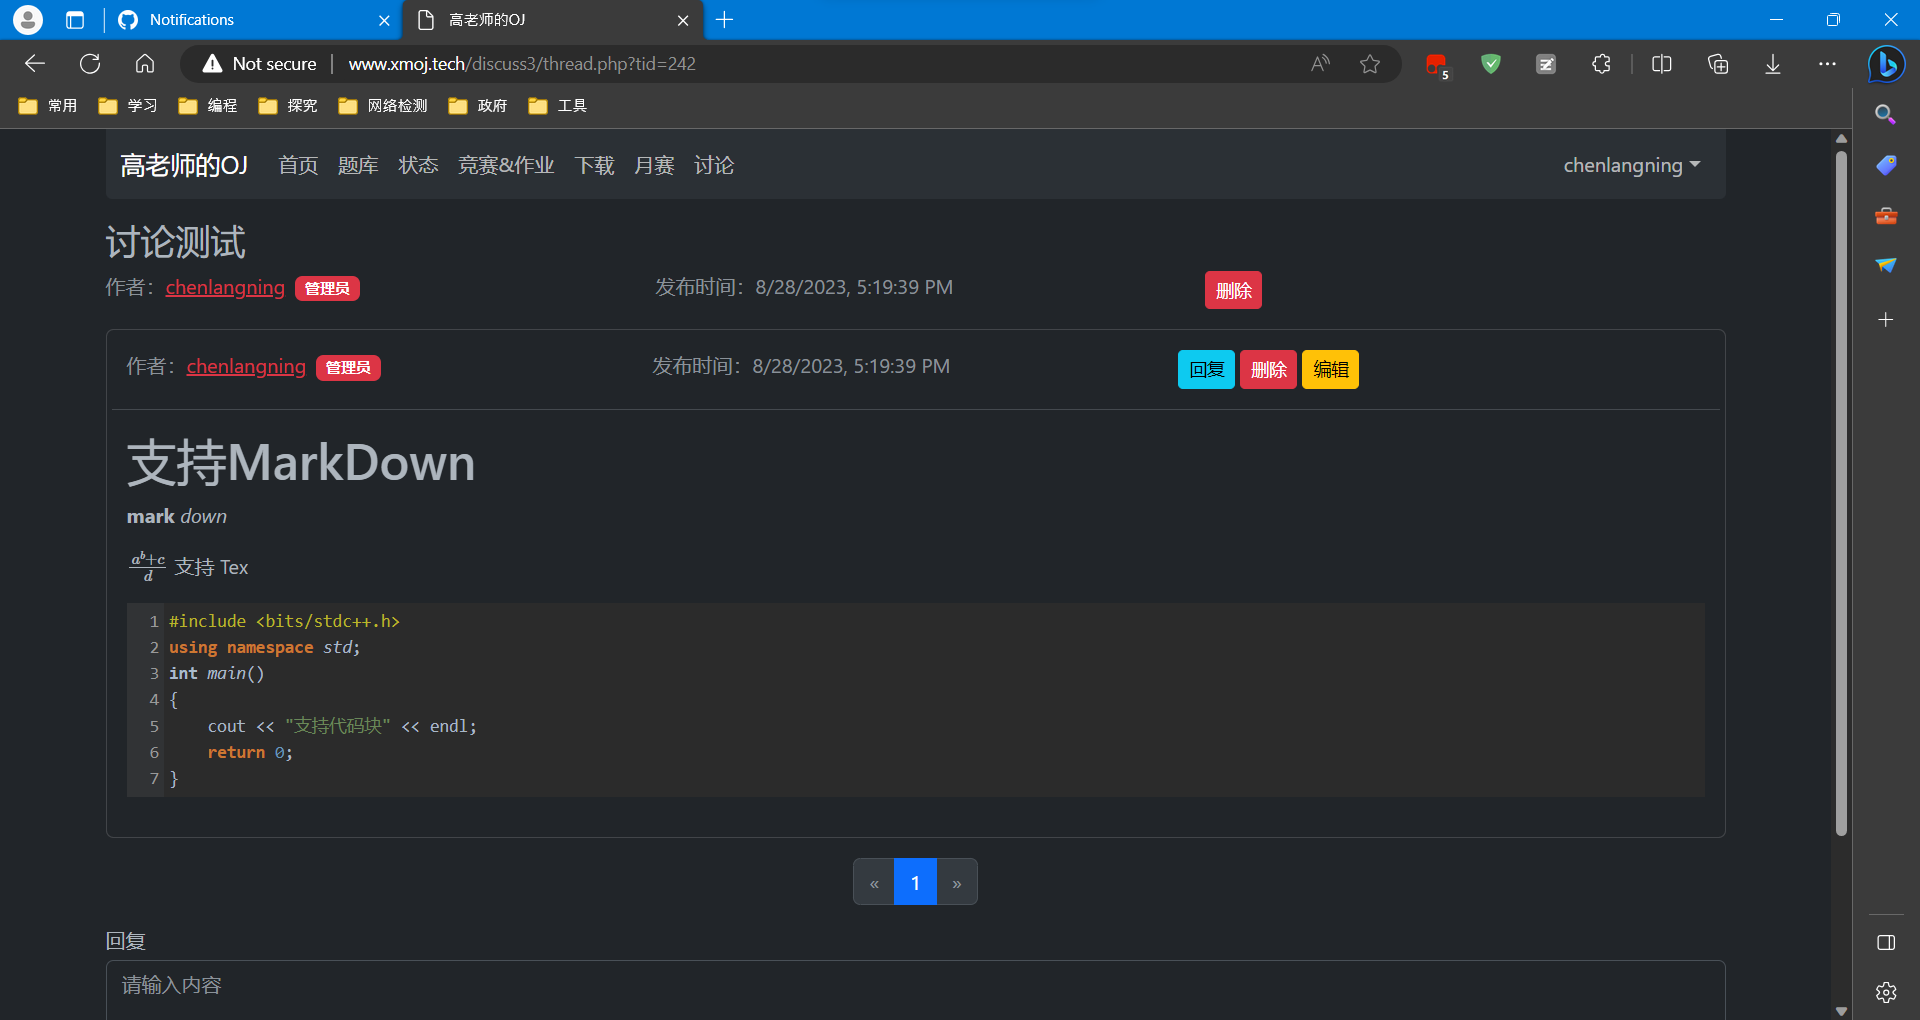 Notifications
高老师的OJ
Not secure
www.xmoj.tech/discuss3/thread.php?tid=242
5
常用 学习 编程 探究 网络检测 政府 工具
高老师的OJ 首页 题库 状态 竞赛&作业 下载 月赛 讨论 chenlangning
讨论测试
作者：chenlangning 管理员 发布时间：8/28/2023, 5:19:39 PM 删除
作者：chenlangning 管理员 发布时间：8/28/2023, 5:19:39 PM 回复 删除 编辑
支持MarkDown
mark down
\frac{a^b+c}{d} 支持 Tex
1 #include <bits/stdc++.h>
2 using namespace std;
3 int main()
4 {
5     cout << "支持代码块" << endl;
6     return 0;
7 }
« 1 »
回复
请输入内容